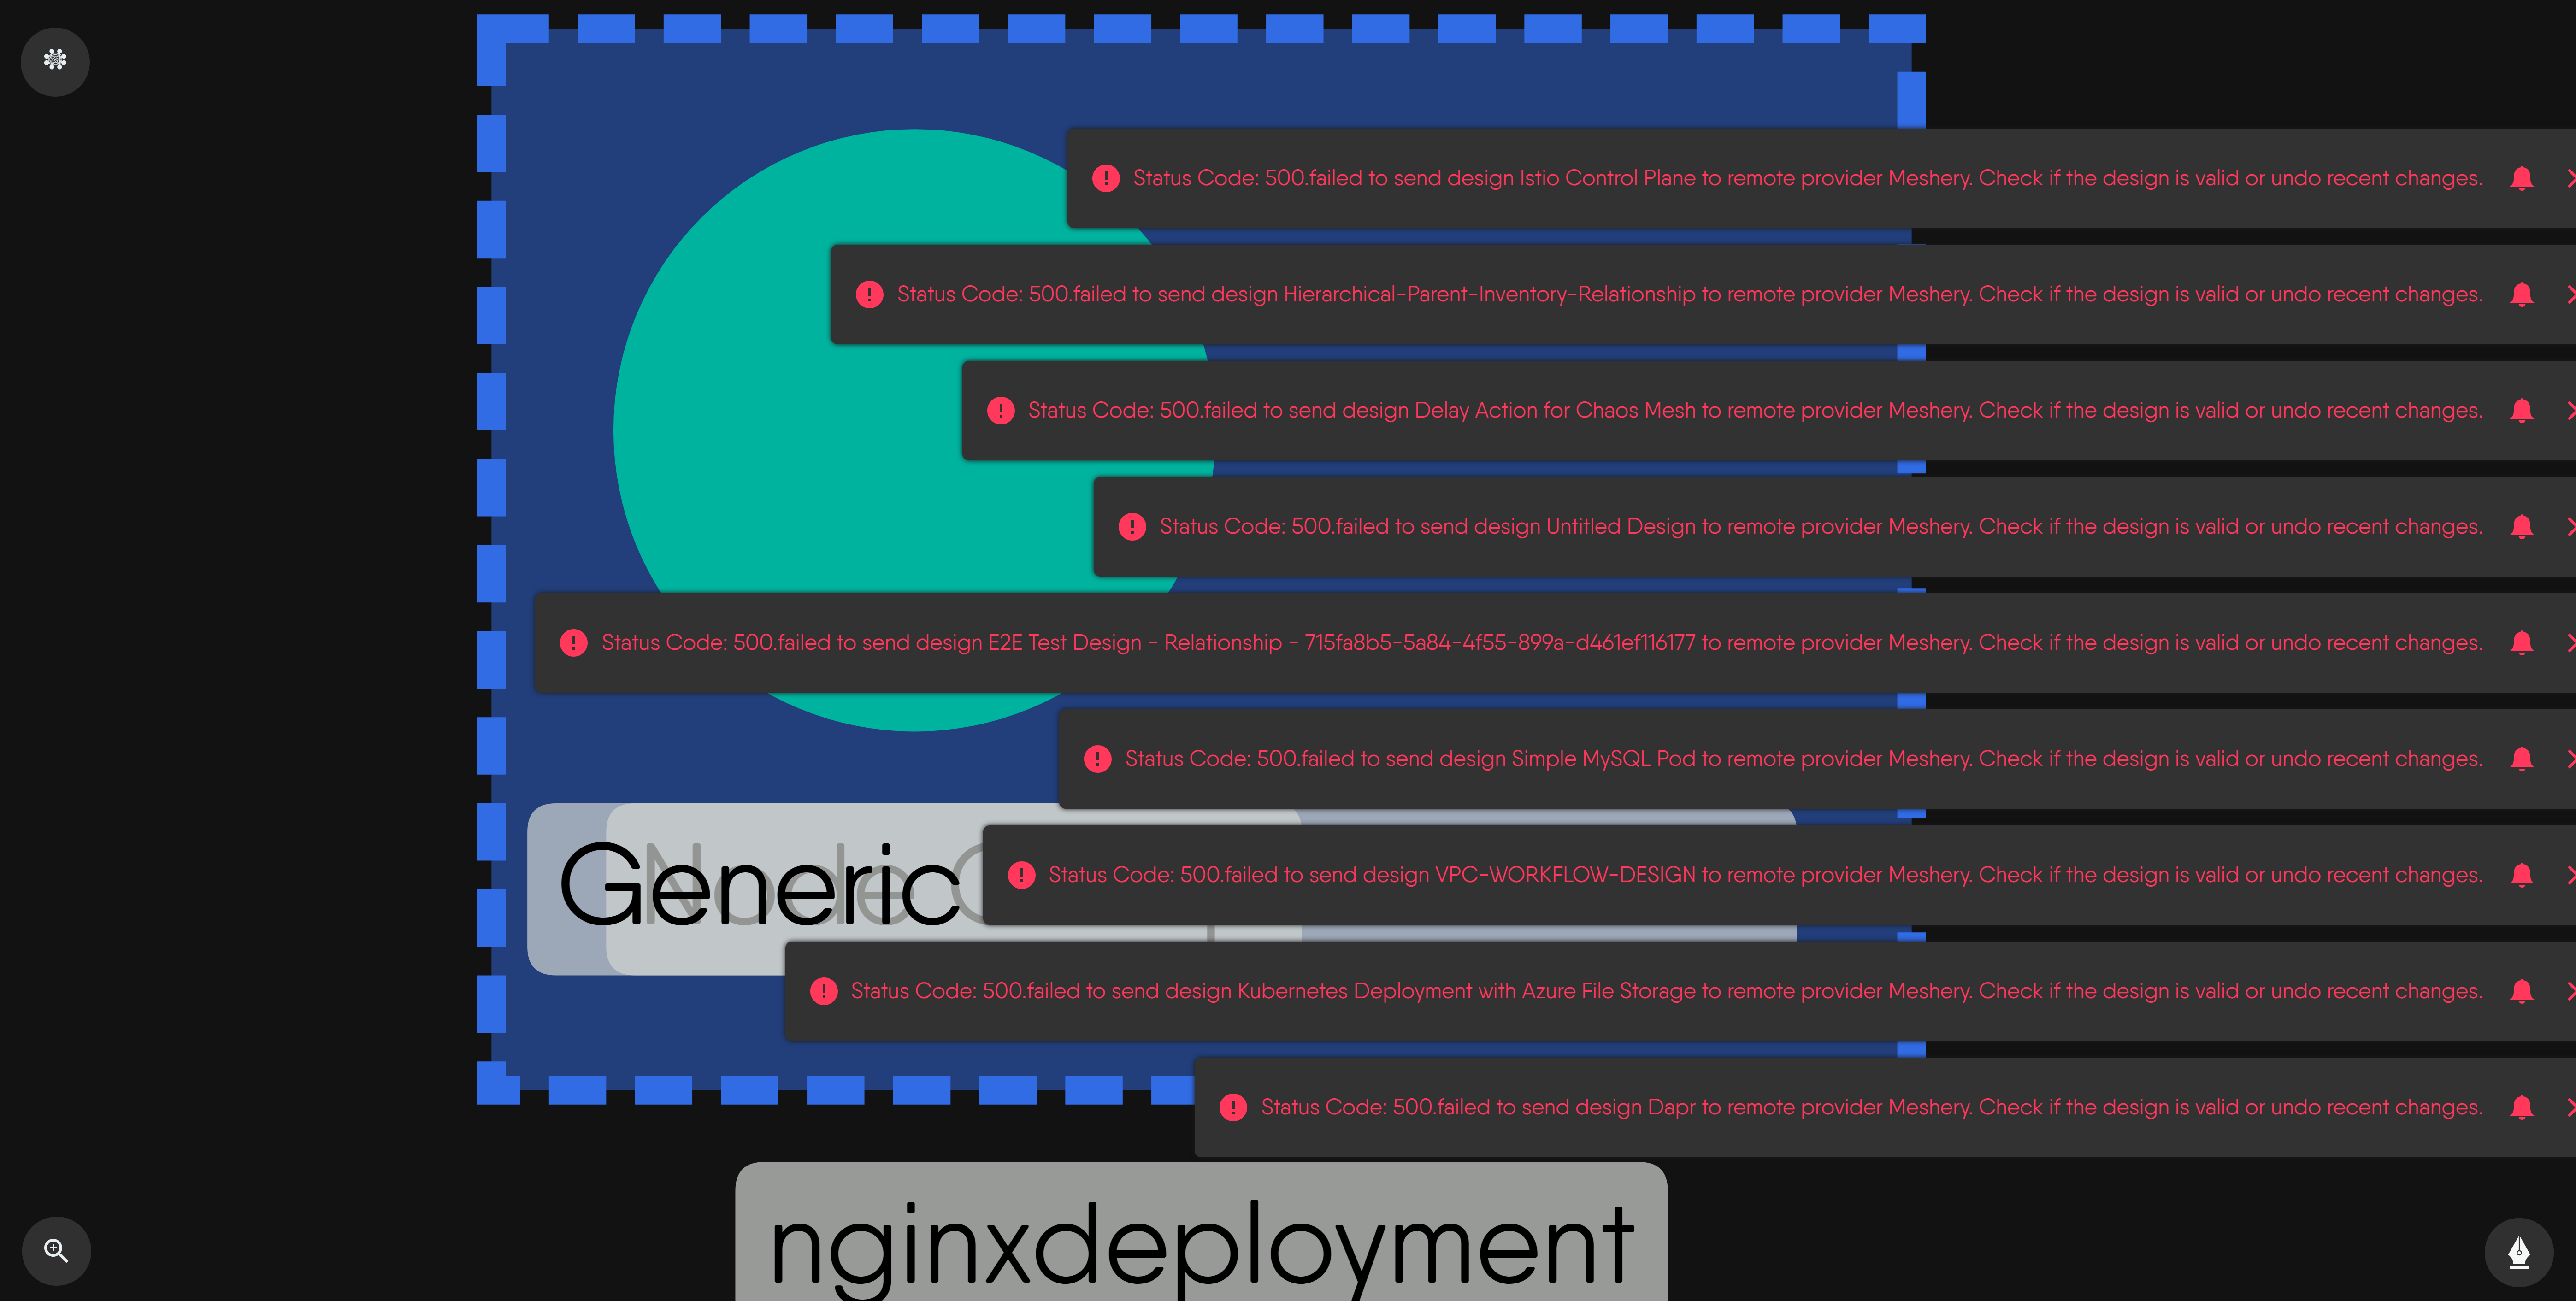 Status Code: 500.failed to send design Istio Control Plane to remote provider Meshery. Check if the design is valid or undo recent changes.
Status Code: 500.failed to send design Hierarchical-Parent-Inventory-Relationship to remote provider Meshery. Check if the design is valid or undo recent changes.
Status Code: 500.failed to send design Delay Action for Chaos Mesh to remote provider Meshery. Check if the design is valid or undo recent changes.
Status Code: 500.failed to send design Untitled Design to remote provider Meshery. Check if the design is valid or undo recent changes.
Status Code: 500.failed to send design E2E Test Design - Relationship - 715fa8b5-5a84-4f55-899a-d461ef116177 to remote provider Meshery. Check if the design is valid or undo recent changes.
Status Code: 500.failed to send design Simple MySQL Pod to remote provider Meshery. Check if the design is valid or undo recent changes.
Generic
Node
Status Code: 500.failed to send design VPC-WORKFLOW-DESIGN to remote provider Meshery. Check if the design is valid or undo recent changes.
Status Code: 500.failed to send design Kubernetes Deployment with Azure File Storage to remote provider Meshery. Check if the design is valid or undo recent changes.
Status Code: 500.failed to send design Dapr to remote provider Meshery. Check if the design is valid or undo recent changes.
nginxdeployment